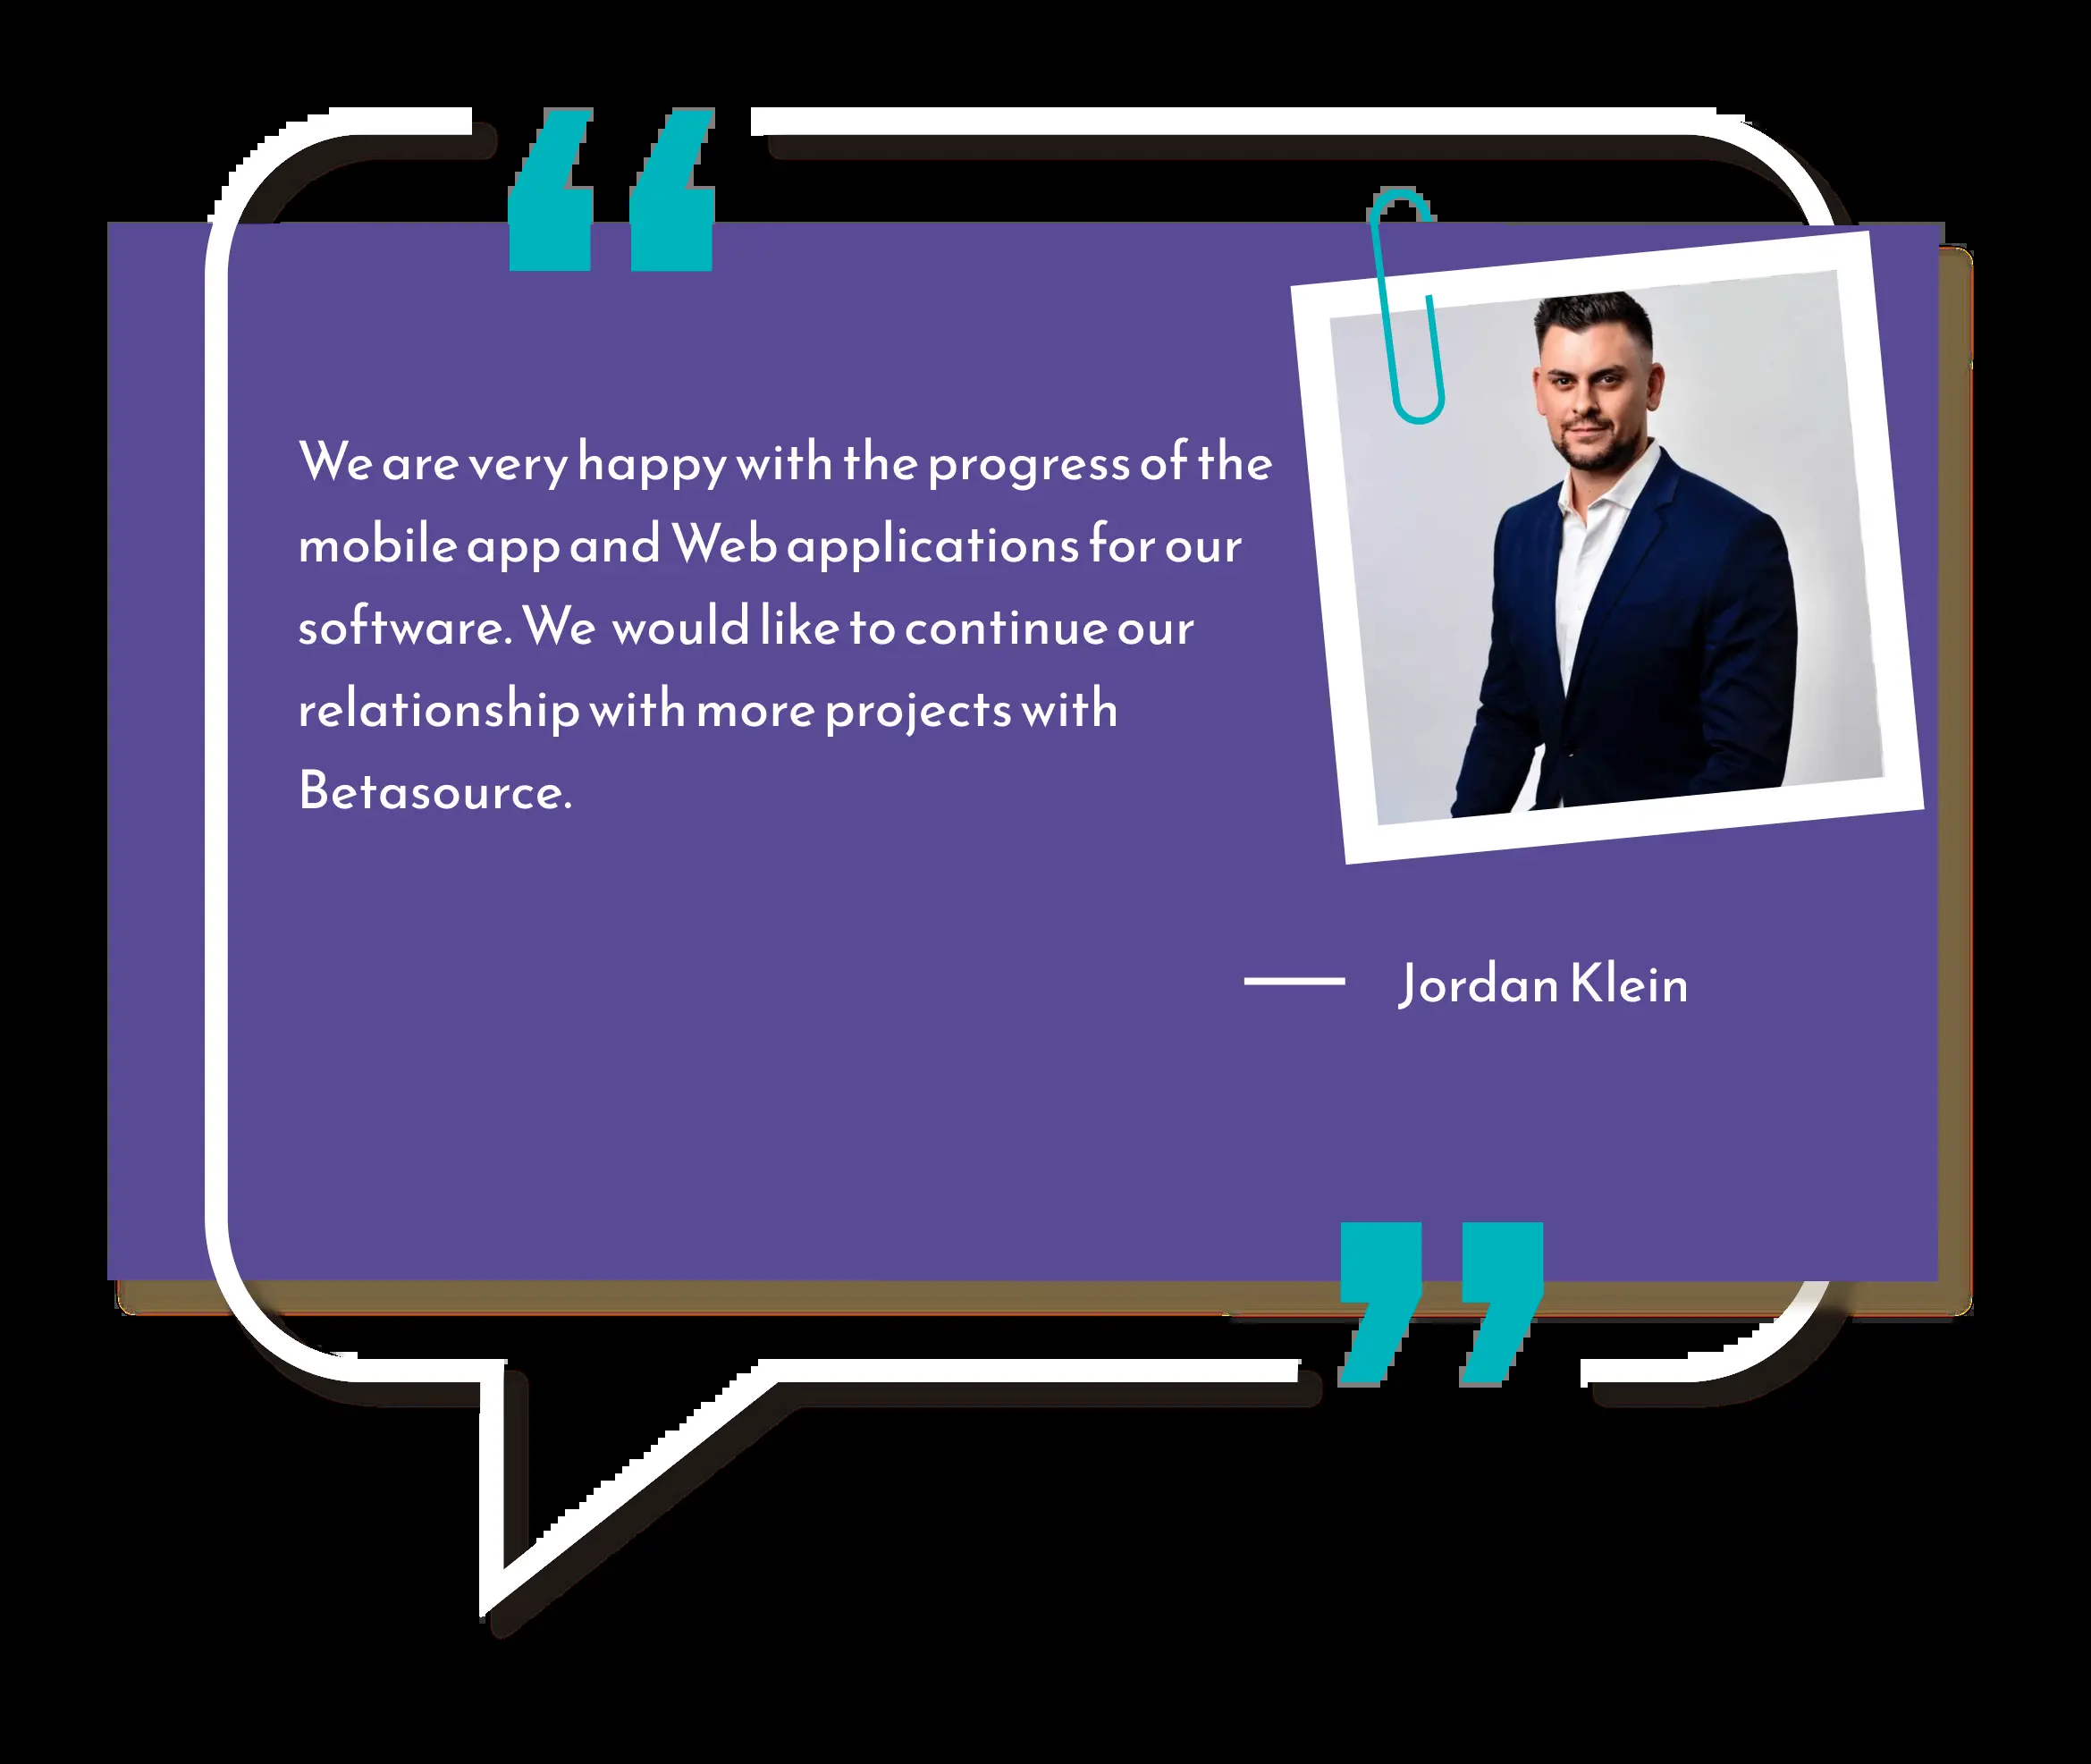 We are very happy with the progress of the
mobile app and Web applications for our
software. We would like to continue our
relationship with more projects with
Betasource.
— Jordan Klein